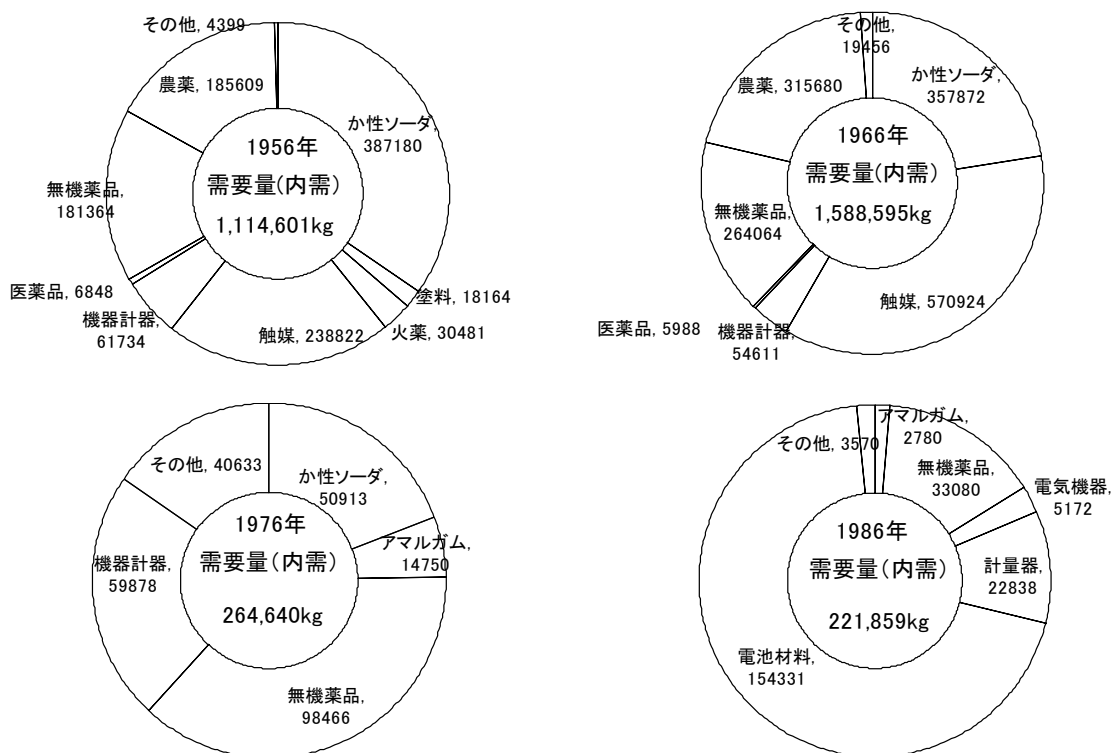 その他, 4399
農薬, 185609
か性ソーダ,
387180
1956年
需要量(内需)
1,114,601kg
無機薬品,
181364
医薬品, 6848
機器計器,
61734
触媒, 238822
火薬, 30481
塗料, 18164
その他,
19456
農薬, 315680
か性ソーダ,
357872
1966年
需要量(内需)
1,588,595kg
無機薬品,
264064
医薬品, 5988
機器計器,
54611
触媒, 570924
その他, 40633
か性ソーダ,
50913
1976年
需要量(内需)
264,640kg
アマルガム,
14750
機器計器,
59878
無機薬品,
98466
その他, 3570
アマルガム,
2780
無機薬品,
33080
電気機器,
5172
1986年
需要量(内需)
221,859kg
計量器,
22838
電池材料,
154331